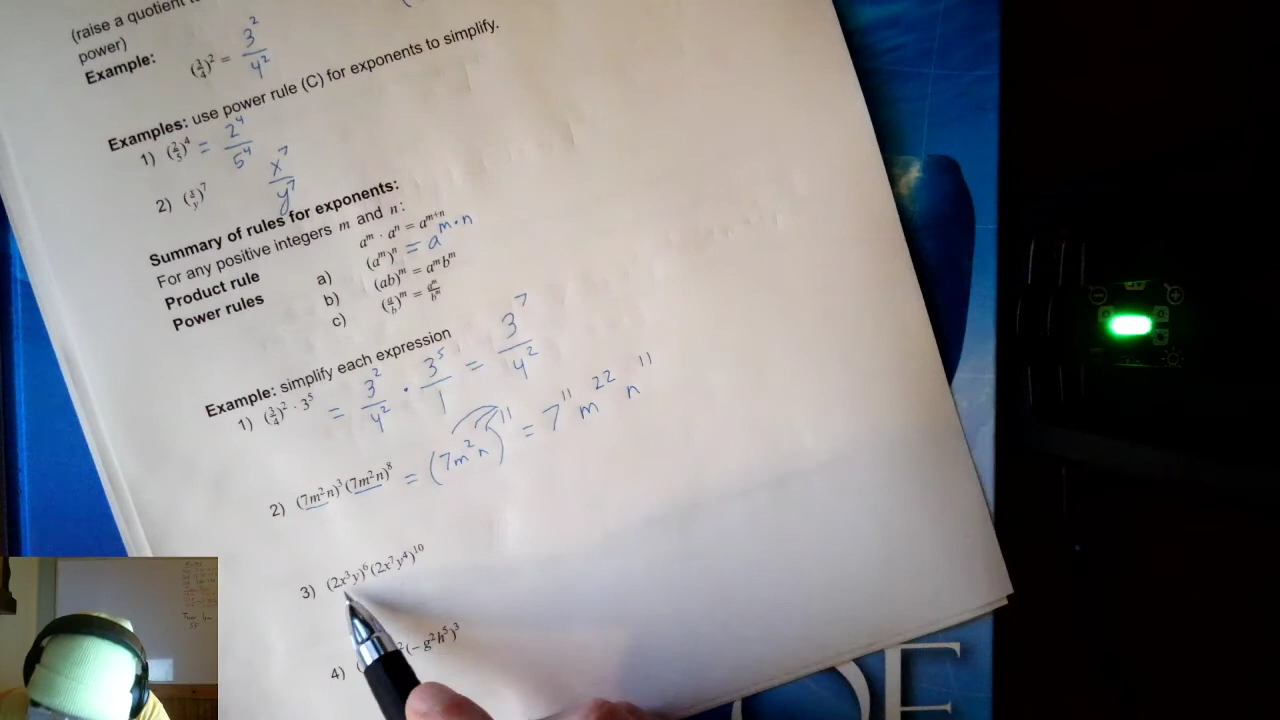 (raise a quotient
power)
Example: (3/4)^2 = 3^2/4^2
Examples: use power rule (C) for exponents to simplify.
1) (2/5)^4 = 2^4/5^4
2) x^7/y^7
Summary of rules for exponents:
For any positive integers m and n:
Product rule a^m · a^n = a^{m+n}
Power rules a) (a^m)^n = a^{m·n}
b) (ab)^m = a^m b^m
c) (a/b)^m = a^m/b^m
Example: simplify each expression
1) (3/4)^2 · 3^5 = 3^2/4^2 · 3^5/1 = 3^7/4^2
2) (7m^2n)^3(7m^2n)^8 = (7m^2n)^11 = 7^11 m^22 n^11
3) (2x^3y)^6(2x^7y^4)^10
4) (-g^2h^5)^3